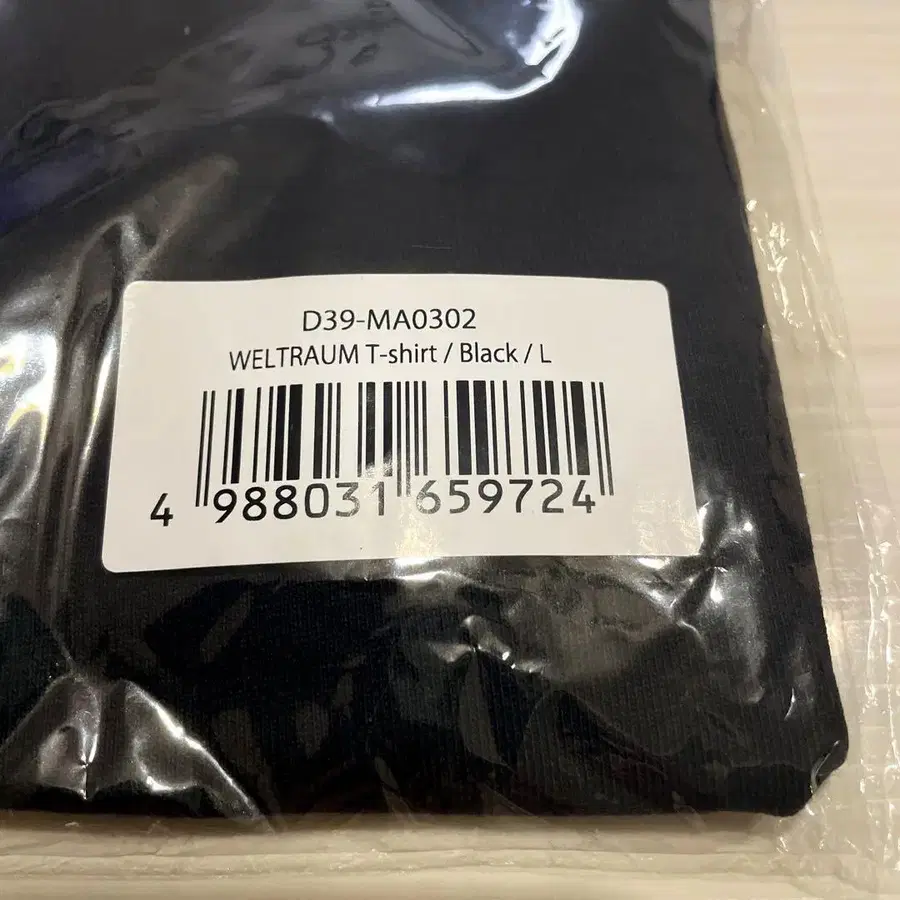 D39-MA0302
WELTRAUM T-shirt / Black / L
4 988031 659724